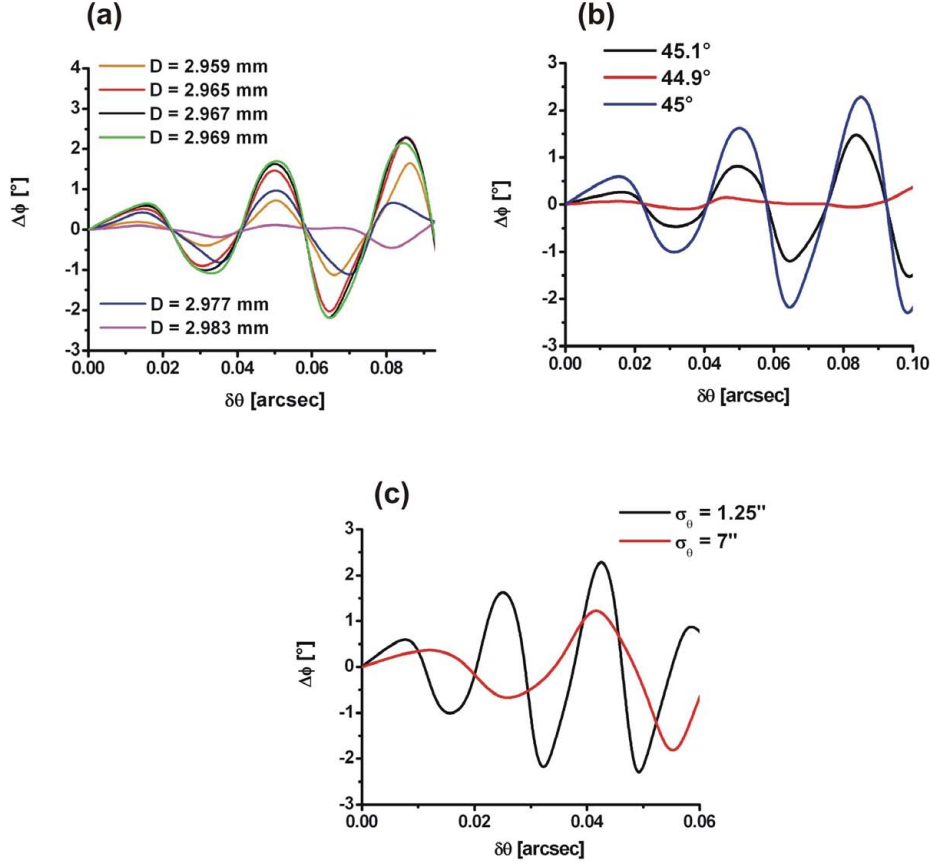 (a)
D = 2.959 mm
D = 2.965 mm
D = 2.967 mm
D = 2.969 mm
D = 2.977 mm
D = 2.983 mm
4
3
2
1
0
-1
-2
-3
Δϕ [°]
0.00 0.02 0.04 0.06 0.08
δθ [arcsec]
(b)
45.1°
44.9°
45°
3
2
1
0
-1
-2
-3
Δϕ [°]
0.00 0.02 0.04 0.06 0.08 0.10
δθ [arcsec]
(c)
σθ = 1.25"
σθ = 7"
3
2
1
0
-1
-2
-3
Δϕ [°]
0.00 0.02 0.04 0.06
δθ [arcsec]